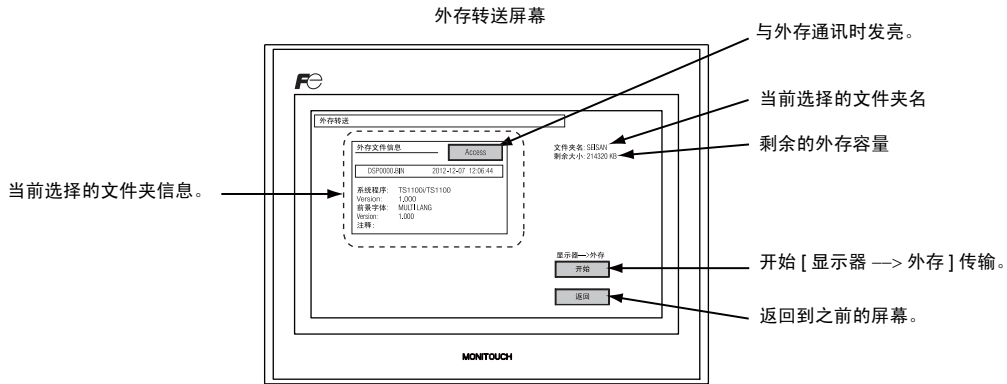 外存转送屏幕
与外存通讯时发亮。
Fe
外存转送
当前选择的文件夹名
外存文件信息
Access
文件夹名: SEISAN
剩余大小: 214320 KB
剩余的外存容量
DSP0000.BIN 2012-12-07 12:06:44
当前选择的文件夹信息。
系统程序: TS1100i/TS1100
Version: 1.000
前景字体: MULTI LANG
Version: 1.000
注释:
显示器—>外存
开始
开始 [ 显示器 —> 外存 ] 传输。
返回
返回到之前的屏幕。
MONITOUCH